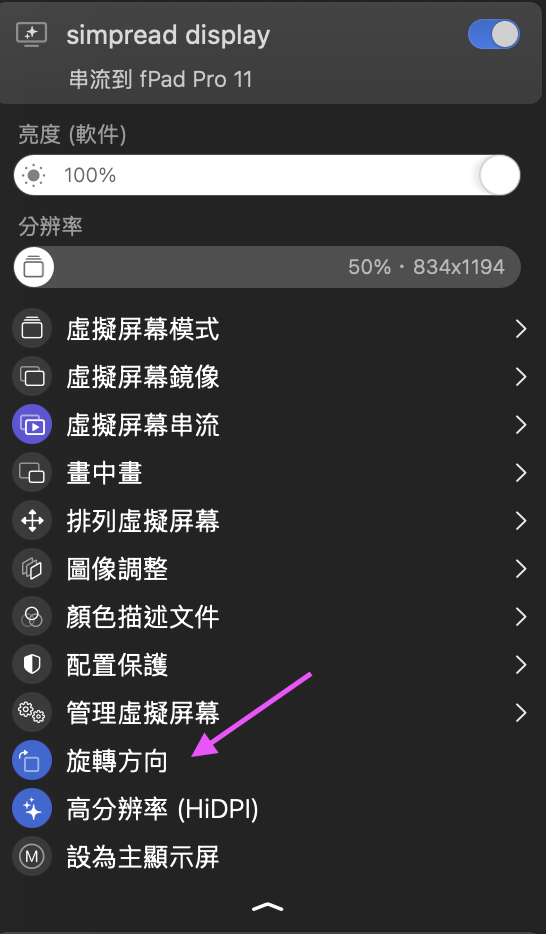 simpread display
串流到 fPad Pro 11
亮度 (軟件)
100%
分辨率
50%・834x1194
虛擬屏幕模式
虛擬屏幕鏡像
虛擬屏幕串流
畫中畫
排列虛擬屏幕
圖像調整
顏色描述文件
配置保護
管理虛擬屏幕
旋轉方向
高分辨率 (HiDPI)
M 設為主顯示屏